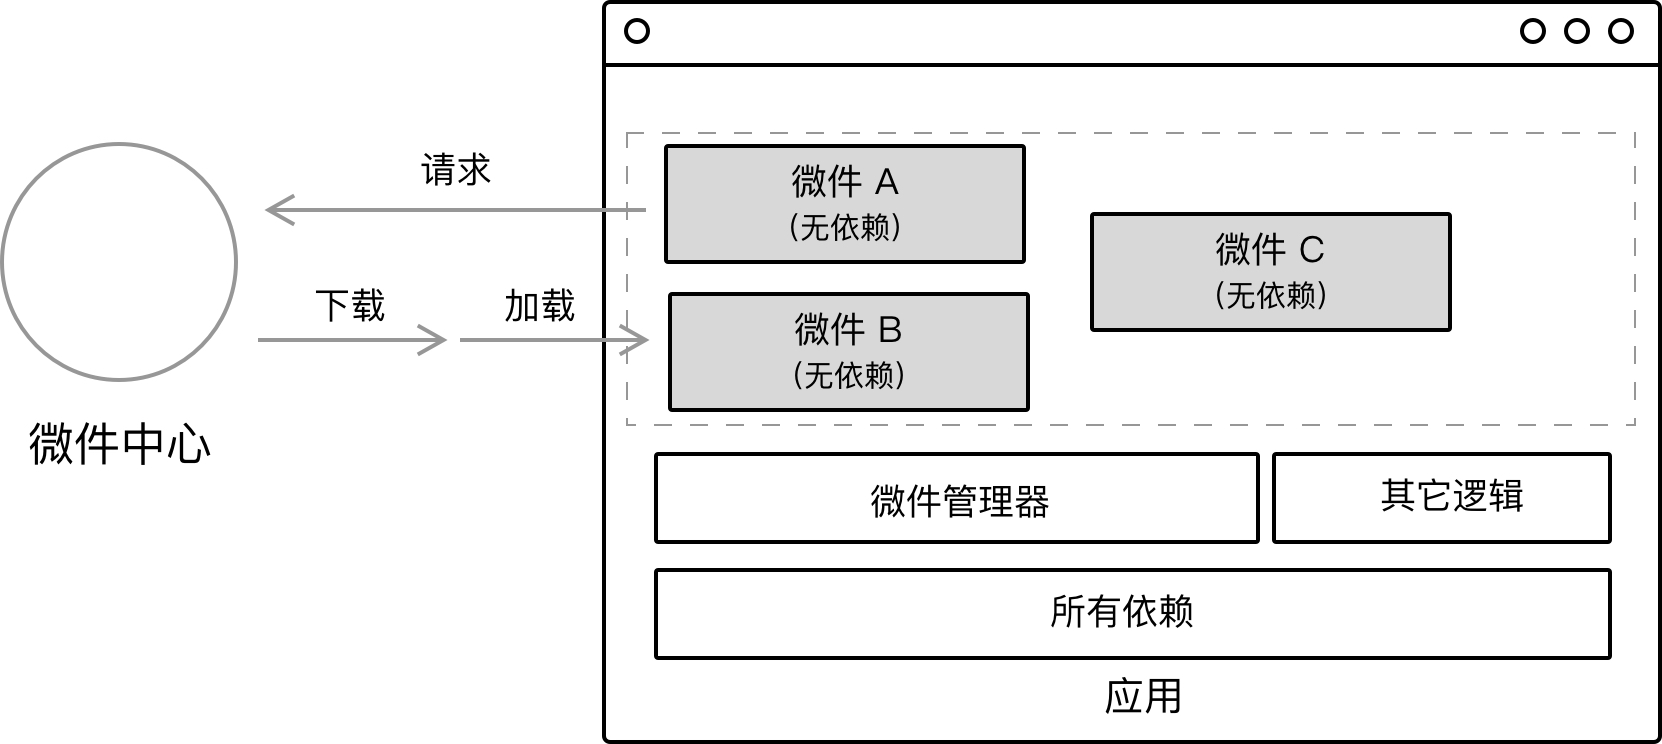 请求
下载
加载
微件中心
微件 A
(无依赖)
微件 B
(无依赖)
微件 C
(无依赖)
微件管理器
其它逻辑
所有依赖
应用